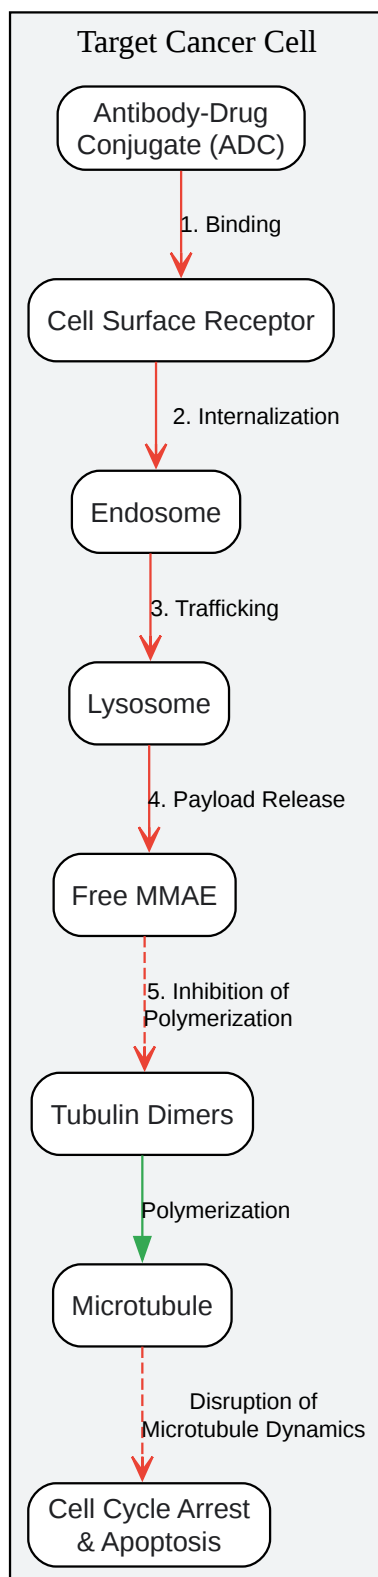 Target Cancer Cell
Antibody-Drug
Conjugate (ADC)
1. Binding
Cell Surface Receptor
2. Internalization
Endosome
3. Trafficking
Lysosome
4. Payload Release
Free MMAE
5. Inhibition of
Polymerization
Tubulin Dimers
Polymerization
Microtubule
Disruption of
Microtubule Dynamics
Cell Cycle Arrest
& Apoptosis